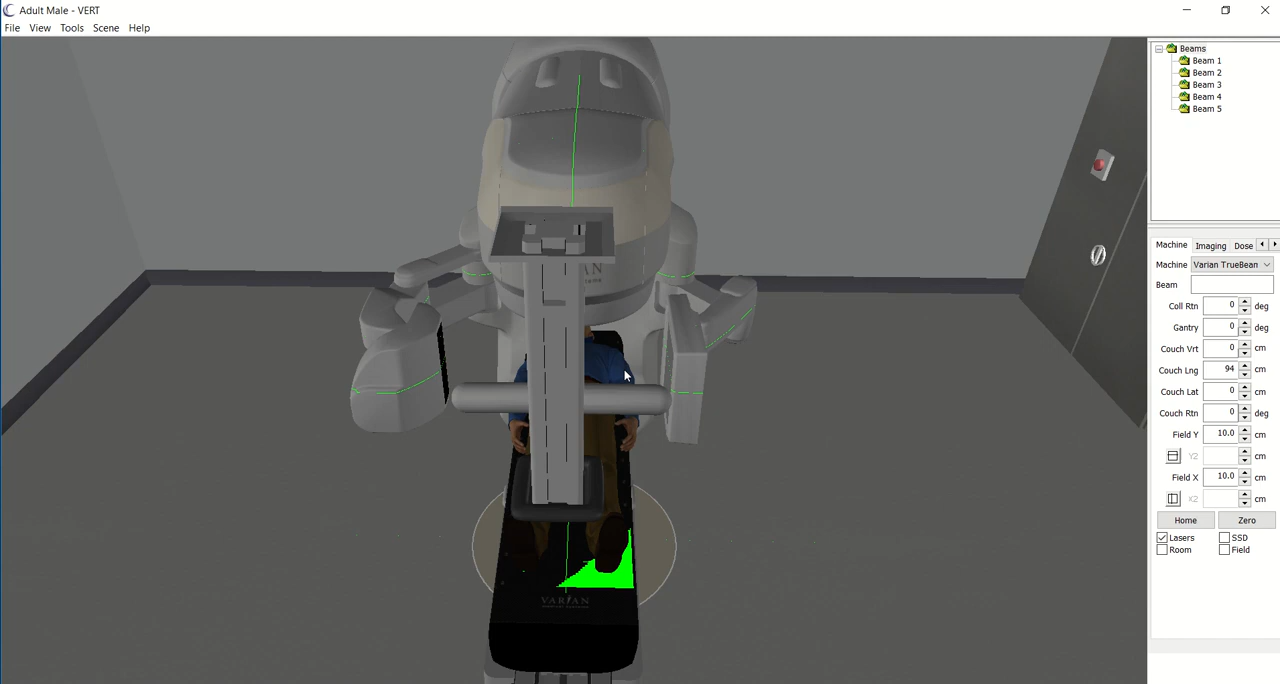 Adult Male - VERT
File View Tools Scene Help
Beams
Beam 1
Beam 2
Beam 3
Beam 4
Beam 5
Machine Imaging Dose
Machine Varian TrueBean
Beam
Coll Rtn 0 deg
Gantry 0 deg
Couch Vrt 0 cm
Couch Lng 94 cm
Couch Lat 0 cm
Couch Rtn 0 deg
Field Y 10.0 cm
Y2 cm
Field X 10.0 cm
X2 cm
Home Zero
Lasers SSD
Room Field
VARIAN